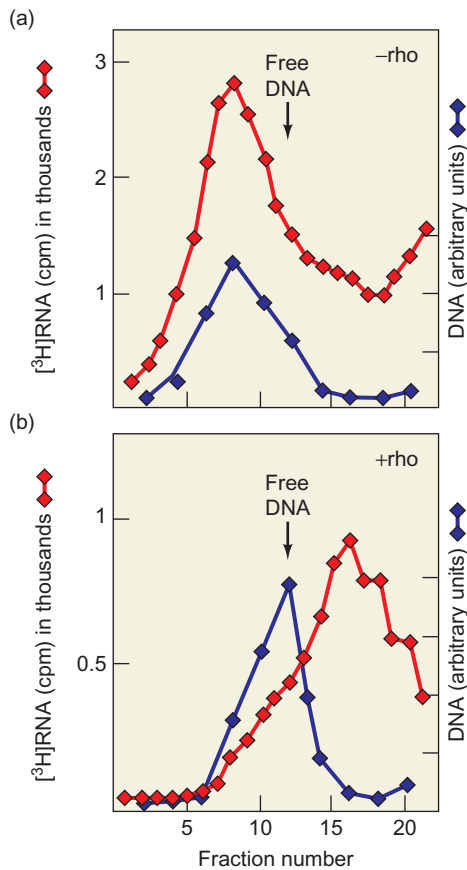 (a)
[³H]RNA (cpm) in thousands
3
2
1
–rho
Free
DNA
DNA (arbitrary units)
(b)
[³H]RNA (cpm) in thousands
1
0.5
+rho
Free
DNA
DNA (arbitrary units)
5
10
15
20
Fraction number